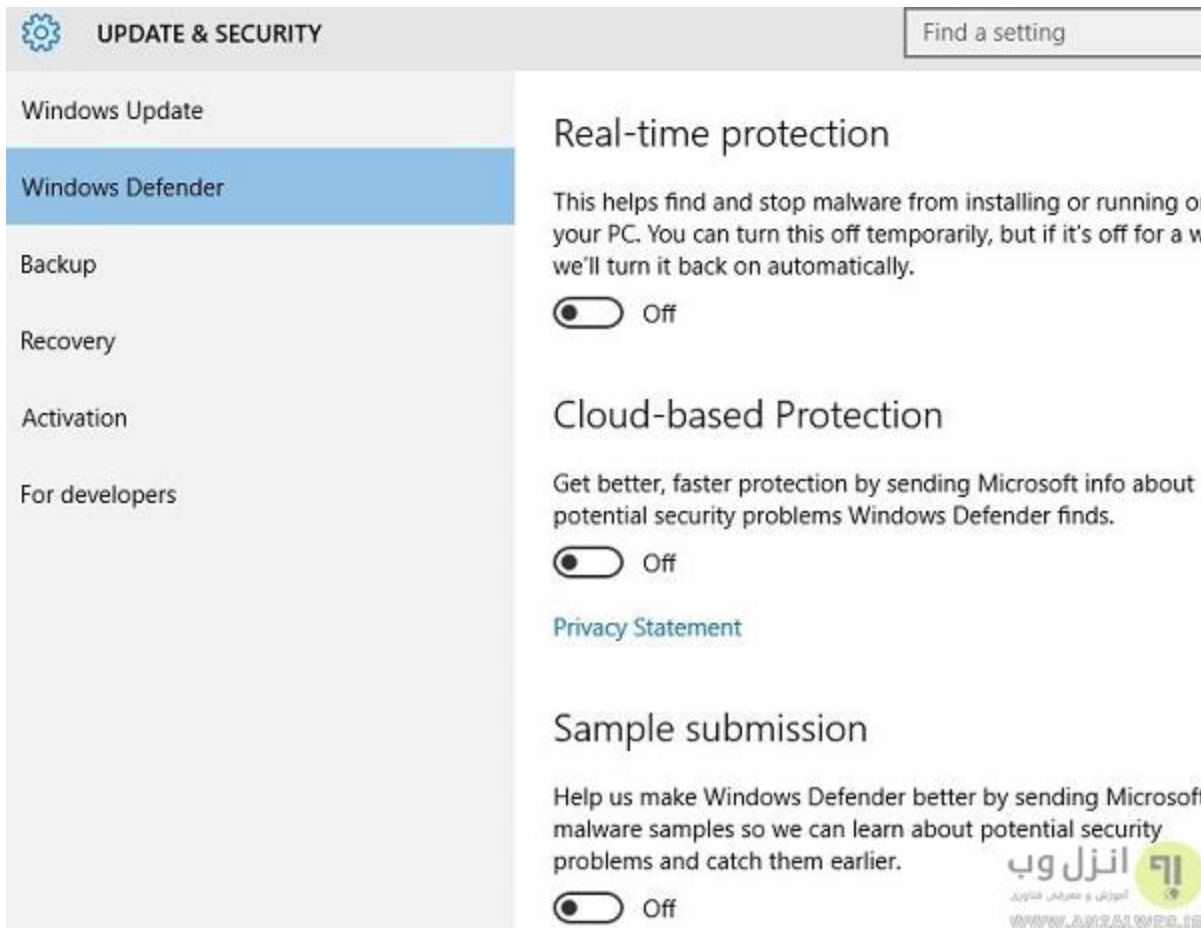 UPDATE & SECURITY
Find a setting
Windows Update
Windows Defender
Backup
Recovery
Activation
For developers
Real-time protection
This helps find and stop malware from installing or running
your PC. You can turn this off temporarily, but if it's off for a
we'll turn it back on automatically.
Off
Cloud-based Protection
Get better, faster protection by sending Microsoft info about
potential security problems Windows Defender finds.
Off
Privacy Statement
Sample submission
Help us make Windows Defender better by sending Microsoft
malware samples so we can learn about potential security
problems and catch them earlier.
Off
انزل وب
آموزش و معرفی فناوری